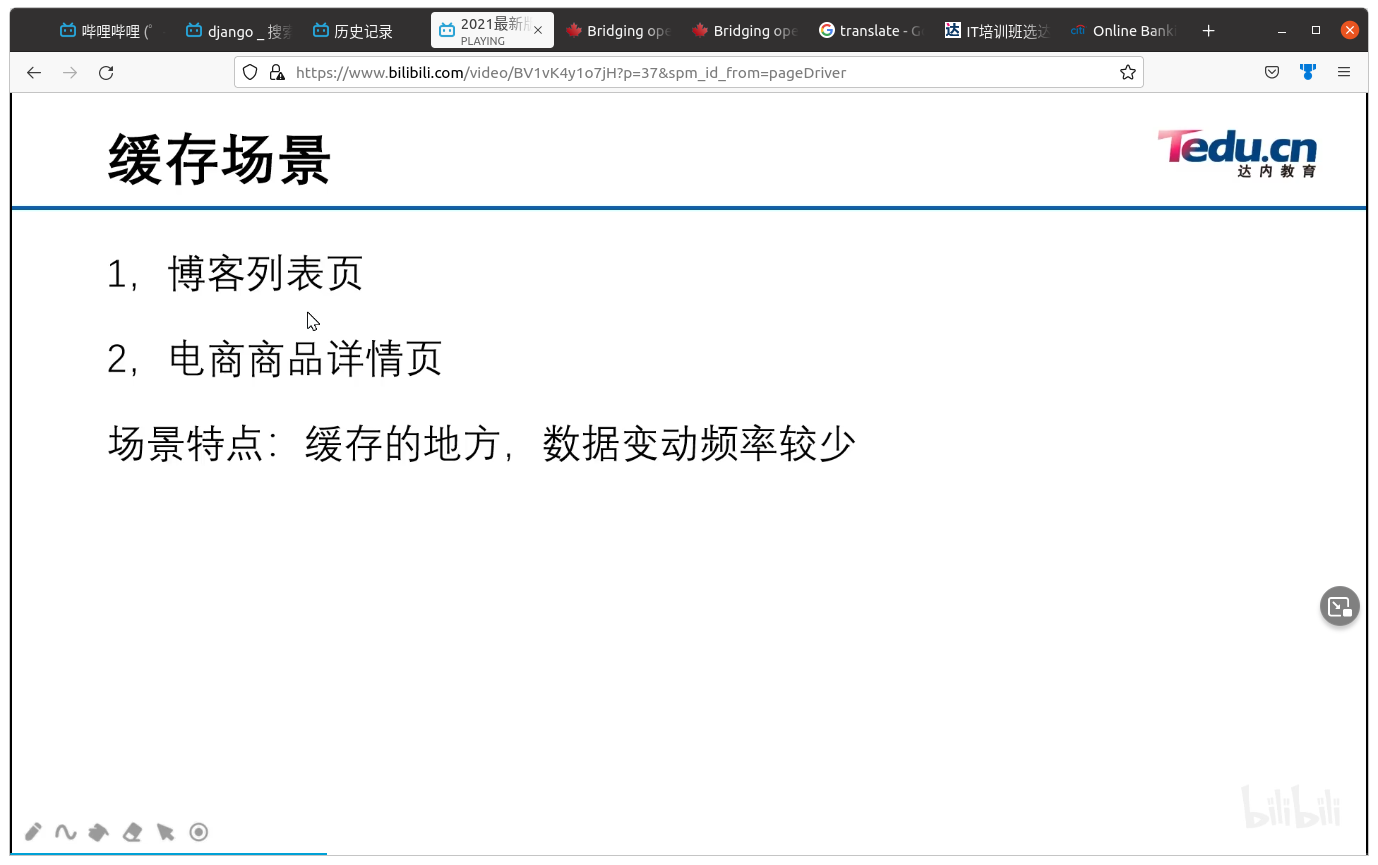 哔哩哔哩 (゜
django _ 搜索
历史记录
2021最新版
PLAYING
Bridging ope
Bridging ope
translate - G
IT培训班选达
citi
Online Bank
https://www.bilibili.com/video/BV1vK4y1o7jH?p=37&spm_id_from=pageDriver
缓存场景
Tedu.cn
达内教育
1，博客列表页
2，电商商品详情页
场景特点：缓存的地方，数据变动频率较少
bilibili